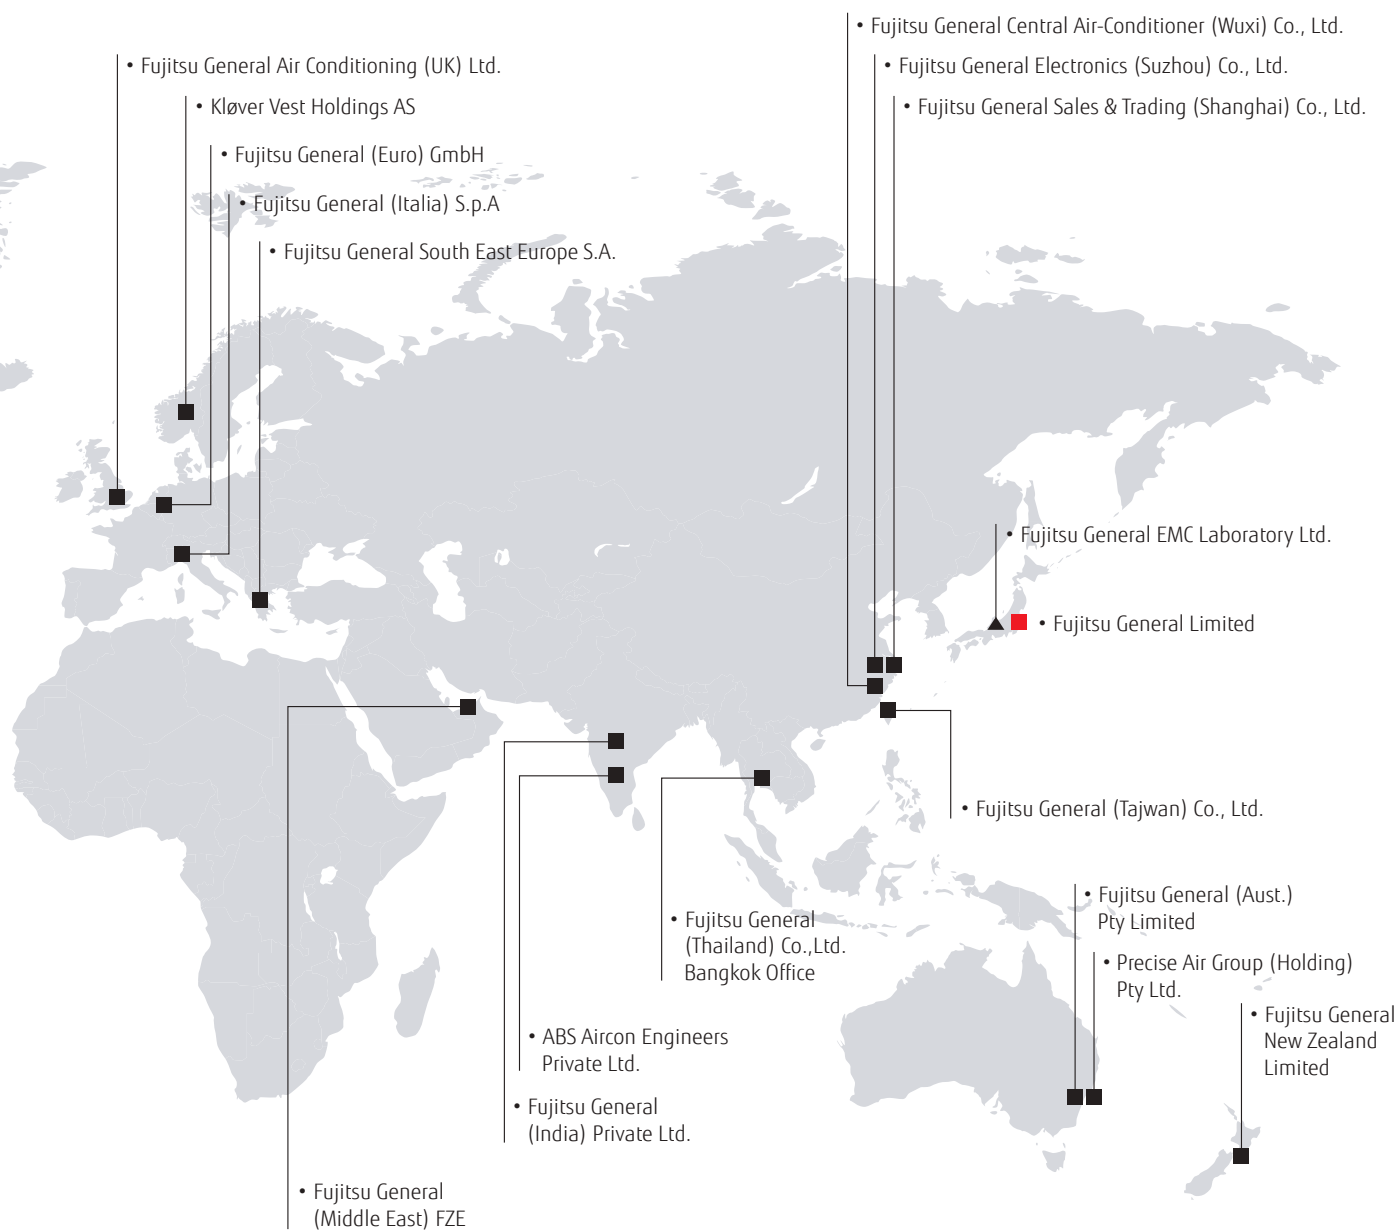 • Fujitsu General Central Air-Conditioner (Wuxi) Co., Ltd.
• Fujitsu General Air Conditioning (UK) Ltd.
• Fujitsu General Electronics (Suzhou) Co., Ltd.
• Kløver Vest Holdings AS
• Fujitsu General Sales & Trading (Shanghai) Co., Ltd.
• Fujitsu General (Euro) GmbH
• Fujitsu General (Italia) S.p.A
• Fujitsu General South East Europe S.A.
• Fujitsu General EMC Laboratory Ltd.
• Fujitsu General Limited
• Fujitsu General (Tajwan) Co., Ltd.
• Fujitsu General (Aust.)
Pty Limited
• Fujitsu General
(Thailand) Co.,Ltd.
Bangkok Office
• Precise Air Group (Holding)
Pty Ltd.
• Fujitsu General
New Zealand
Limited
• ABS Aircon Engineers
Private Ltd.
• Fujitsu General
(India) Private Ltd.
• Fujitsu General
(Middle East) FZE